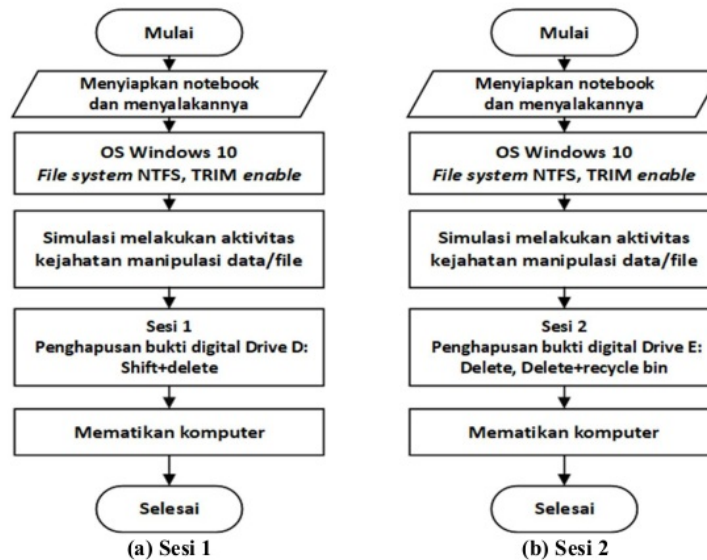 Mulai
Menyiapkan notebook
dan menyalakannya
OS Windows 10
File system NTFS, TRIM enable
Simulasi melakukan aktivitas
kejahatan manipulasi data/file
Sesi 1
Penghapusan bukti digital Drive D:
Shift+delete
Mematikan komputer
Selesai
(a) Sesi 1
Mulai
Menyiapkan notebook
dan menyalakannya
OS Windows 10
File system NTFS, TRIM enable
Simulasi melakukan aktivitas
kejahatan manipulasi data/file
Sesi 2
Penghapusan bukti digital Drive E:
Delete, Delete+recycle bin
Mematikan komputer
Selesai
(b) Sesi 2